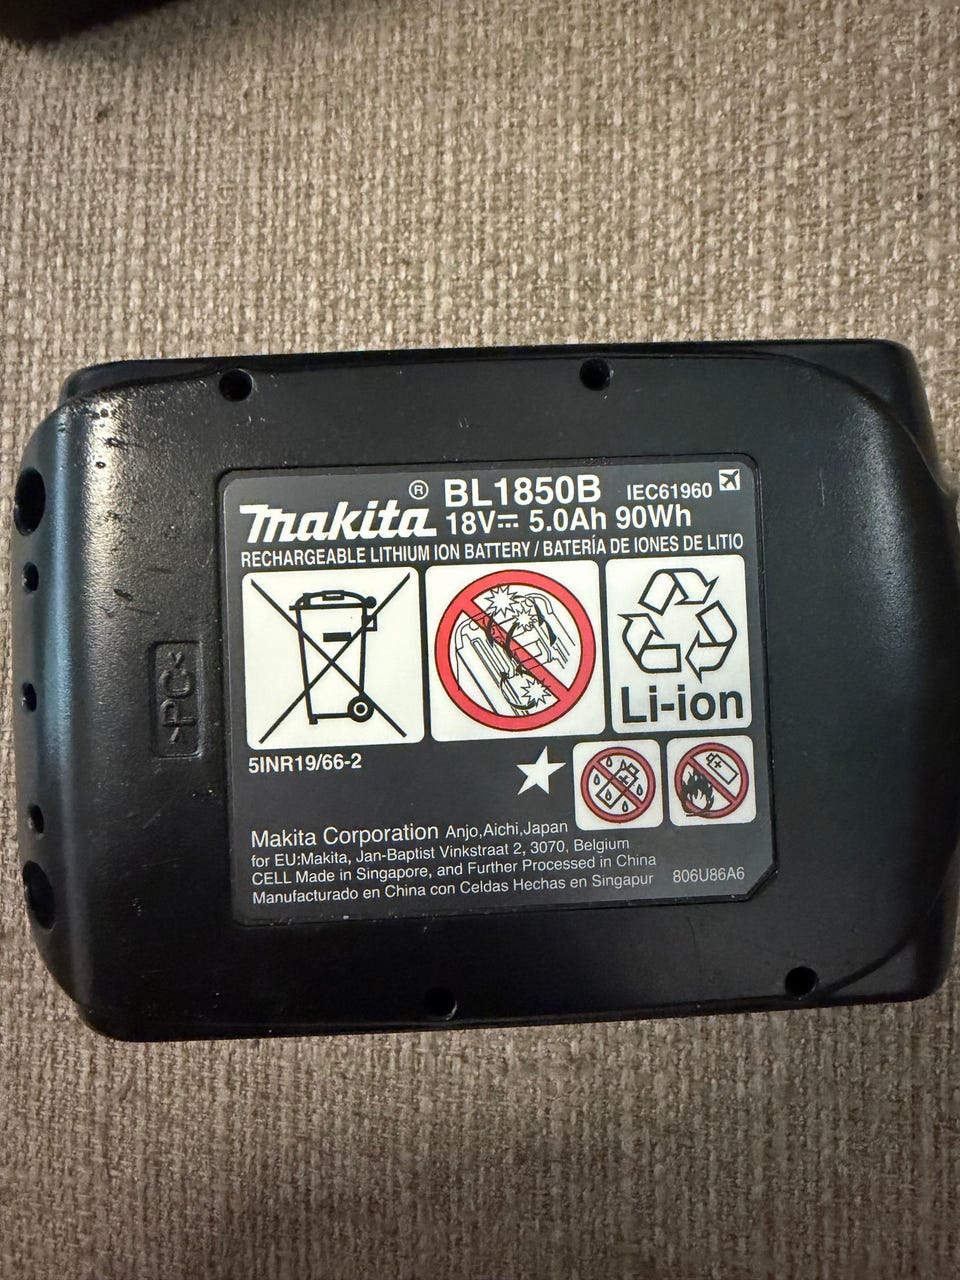 makita® BL1850B IEC61960
18V⎓ 5.0Ah 90Wh
RECHARGEABLE LITHIUM ION BATTERY / BATERÍA DE IONES DE LITIO
Li-ion
>PC<
5INR19/66-2
Makita Corporation Anjo,Aichi,Japan
for EU:Makita, Jan-Baptist Vinkstraat 2, 3070, Belgium
CELL Made in Singapore, and Further Processed in China
Manufacturado en China con Celdas Hechas en Singapur 806U86A6